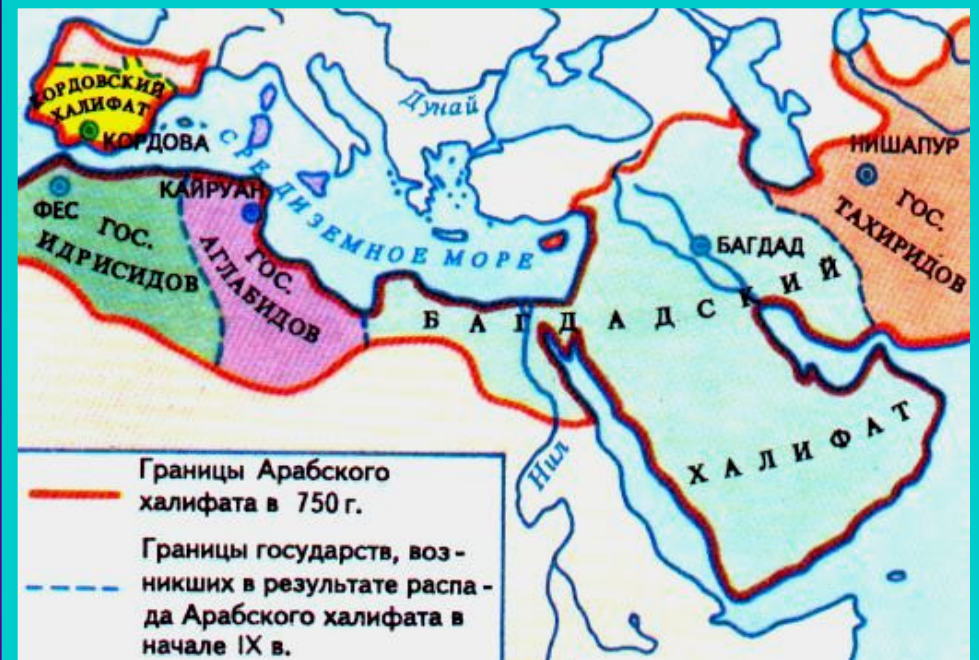 КОРДОВСКИЙ
ХАЛИФАТ
КОРДОВА
Дунай
СРЕДИЗЕМНОЕ МОРЕ
НИШАПУР
ГОС.
ТАХИРИДОВ
КАЙРУАН
ФЕС
ГОС.
ИДРИСИДОВ
ГОС.
АГЛАБИДОВ
БАГДАД
БАГДАДСКИЙ
ХАЛИФАТ
Нил
Границы Арабского
халифата в 750 г.
Границы государств, воз-
никших в результате распа-
да Арабского халифата в
начале IX в.